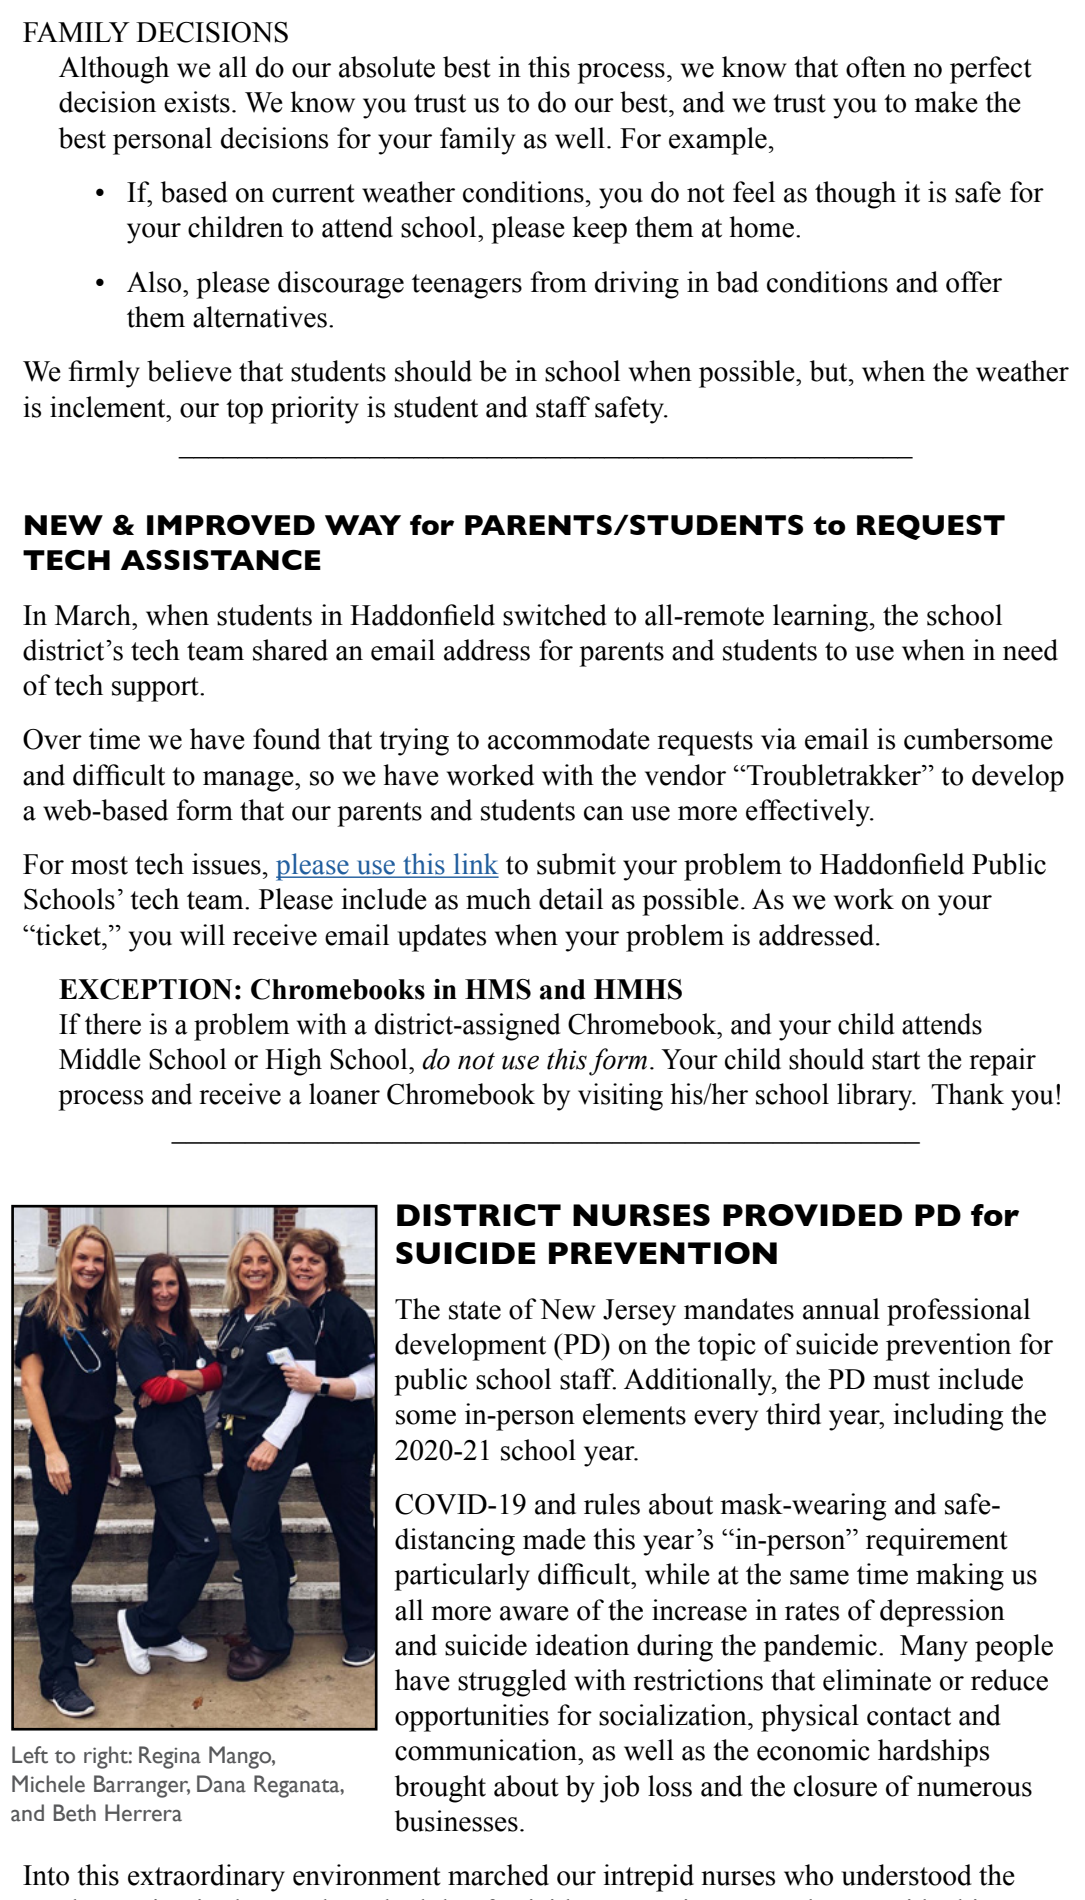 FAMILY DECISIONS
Although we all do our absolute best in this process, we know that often no perfect
decision exists. We know you trust us to do our best, and we trust you to make the
best personal decisions for your family as well. For example,
• If, based on current weather conditions, you do not feel as though it is safe for
your children to attend school, please keep them at home.
• Also, please discourage teenagers from driving in bad conditions and offer
them alternatives.
We firmly believe that students should be in school when possible, but, when the weather
is inclement, our top priority is student and staff safety.
NEW & IMPROVED WAY for PARENTS/STUDENTS to REQUEST
TECH ASSISTANCE
In March, when students in Haddonfield switched to all-remote learning, the school
district’s tech team shared an email address for parents and students to use when in need
of tech support.
Over time we have found that trying to accommodate requests via email is cumbersome
and difficult to manage, so we have worked with the vendor “Troubletrakker” to develop
a web-based form that our parents and students can use more effectively.
For most tech issues, please use this link to submit your problem to Haddonfield Public
Schools’ tech team. Please include as much detail as possible. As we work on your
“ticket,” you will receive email updates when your problem is addressed.
EXCEPTION: Chromebooks in HMS and HMHS
If there is a problem with a district-assigned Chromebook, and your child attends
Middle School or High School, do not use this form. Your child should start the repair
process and receive a loaner Chromebook by visiting his/her school library.  Thank you!
DISTRICT NURSES PROVIDED PD for
SUICIDE PREVENTION
The state of New Jersey mandates annual professional
development (PD) on the topic of suicide prevention for
public school staff. Additionally, the PD must include
some in-person elements every third year, including the
2020-21 school year.
COVID-19 and rules about mask-wearing and safe-
distancing made this year’s “in-person” requirement
particularly difficult, while at the same time making us
all more aware of the increase in rates of depression
and suicide ideation during the pandemic.  Many people
have struggled with restrictions that eliminate or reduce
opportunities for socialization, physical contact and
communication, as well as the economic hardships
brought about by job loss and the closure of numerous
businesses.
Left to right: Regina Mango,
Michele Barranger, Dana Reganata,
and Beth Herrera
Into this extraordinary environment marched our intrepid nurses who understood the